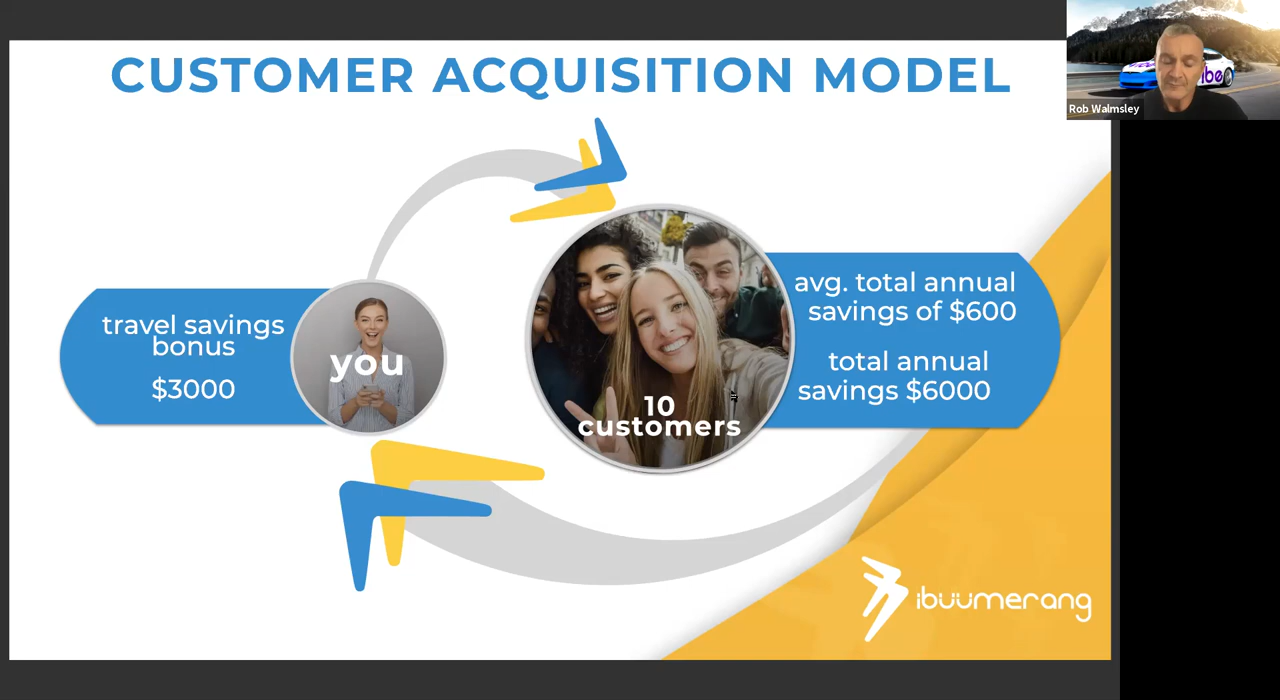 CUSTOMER ACQUISITION MODEL
Rob Walmsley
travel savings
bonus
$3000
you
10
customers
avg. total annual
savings of $600
total annual
savings $6000
ibuumerang